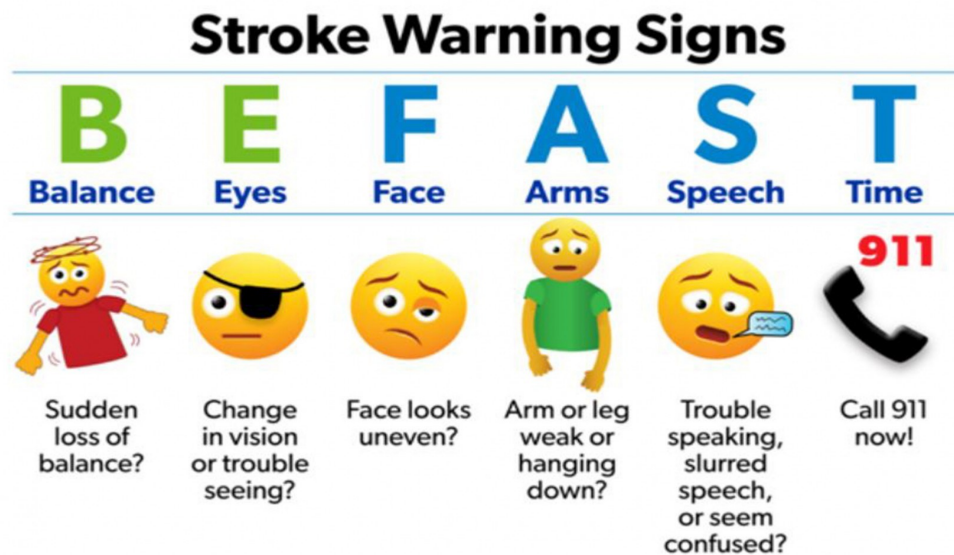 Stroke Warning Signs
B E F A S T
Balance Eyes Face Arms Speech Time
911
Sudden
loss of
balance?
Change
in vision
or trouble
seeing?
Face looks
uneven?
Arm or leg
weak or
hanging
down?
Trouble
speaking,
slurred
speech,
or seem
confused?
Call 911
now!